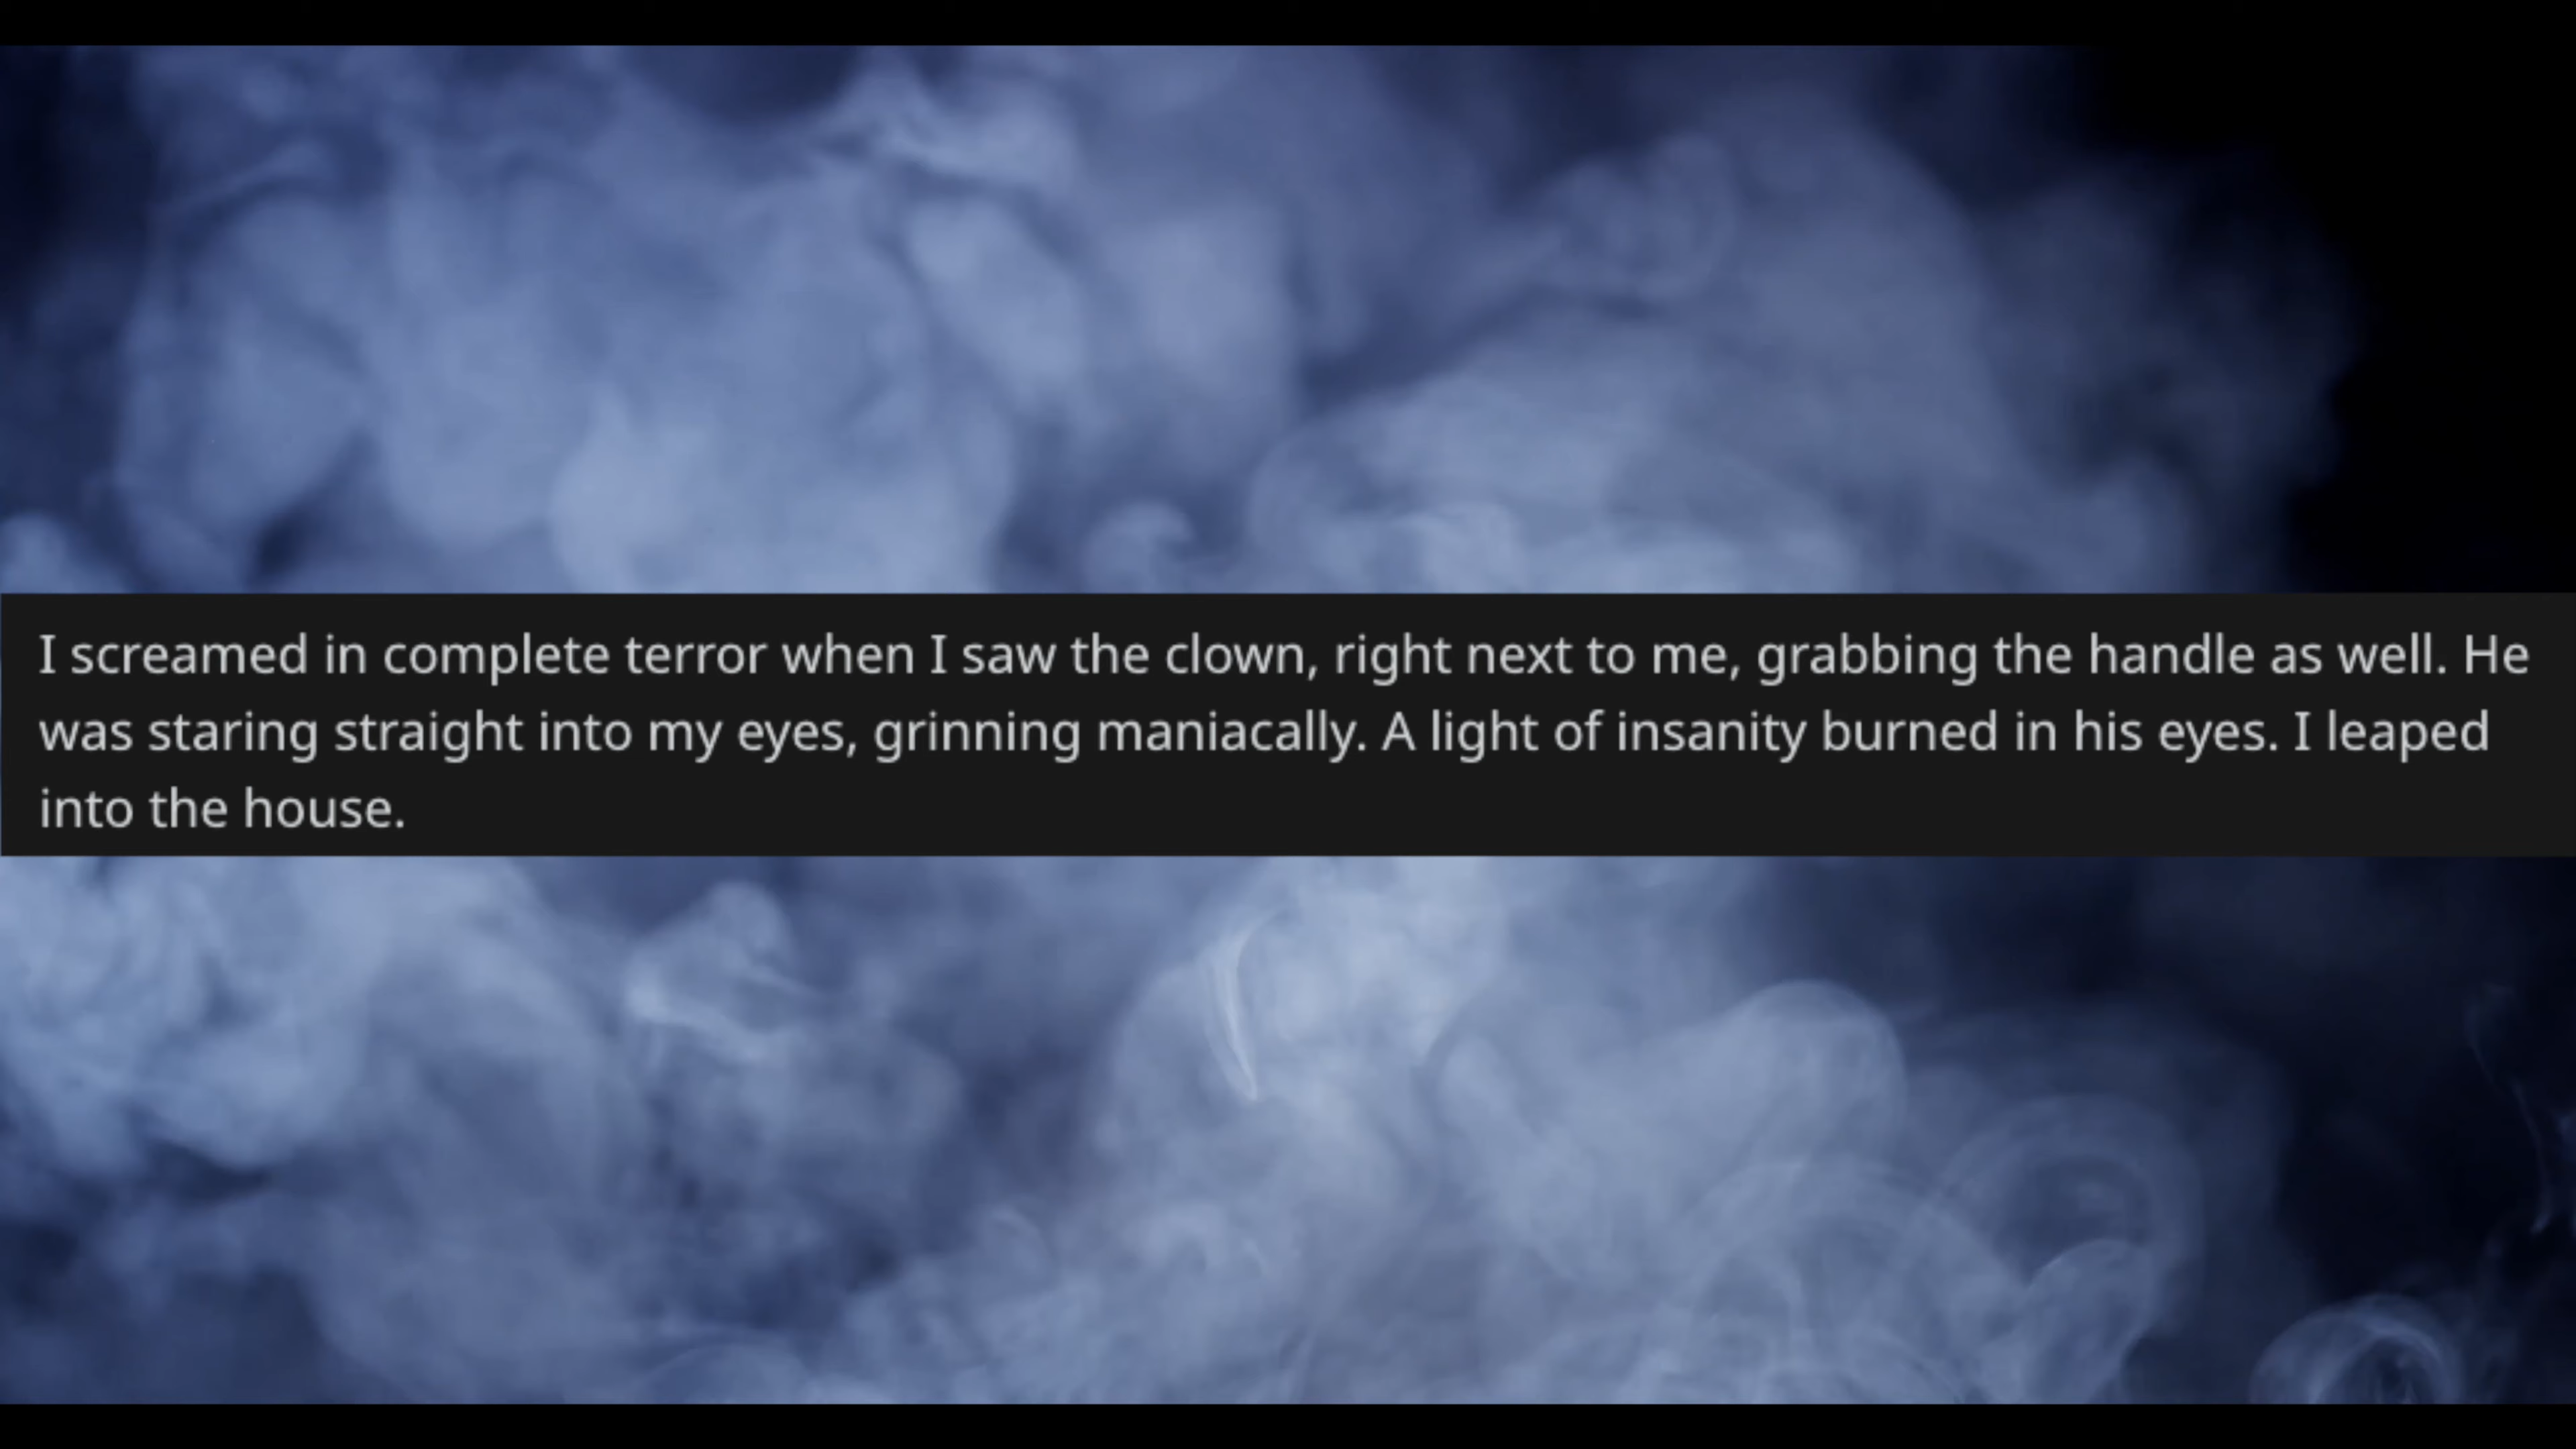 I screamed in complete terror when I saw the clown, right next to me, grabbing the handle as well. He
was staring straight into my eyes, grinning maniacally. A light of insanity burned in his eyes. I leaped
into the house.